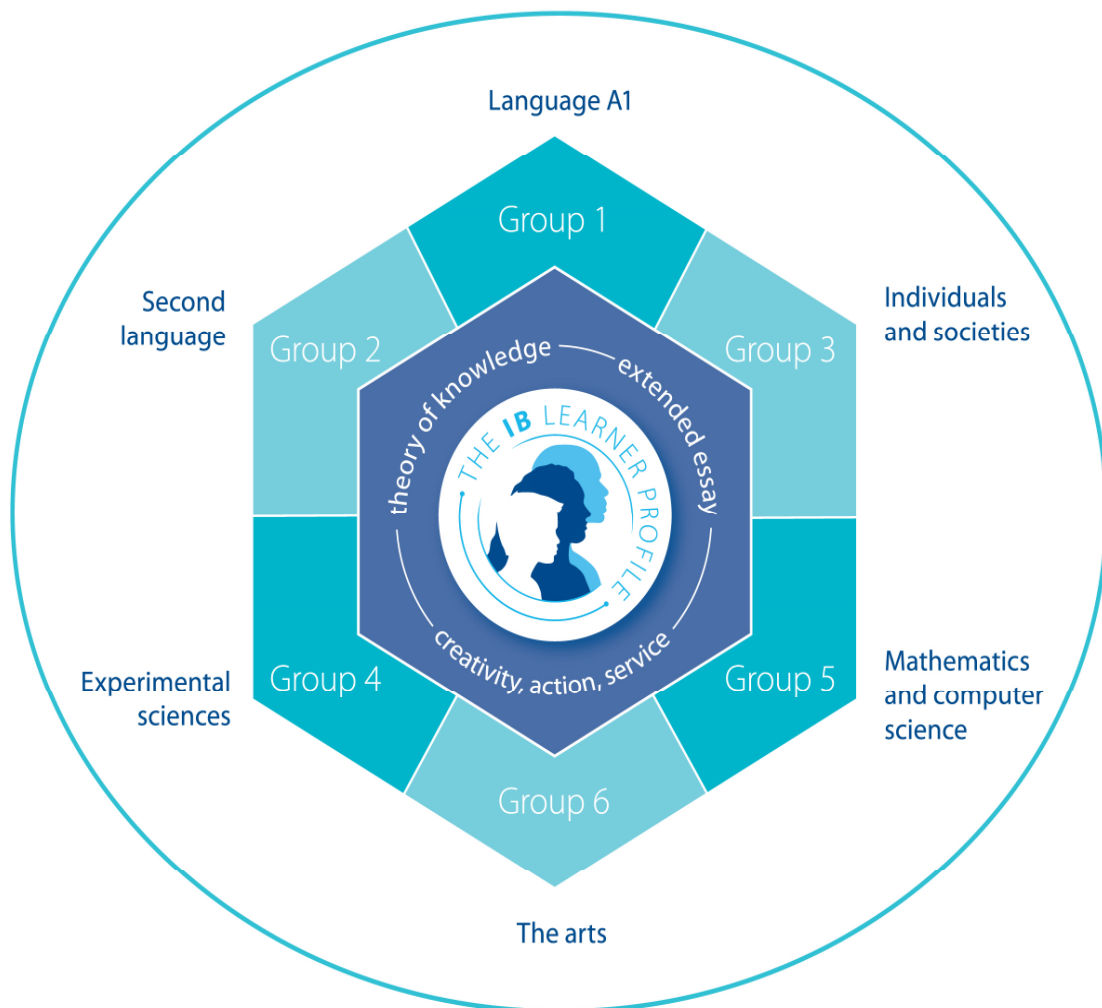 Language A1
Group 1
Second
language
Group 2
Individuals
and societies
Group 3
theory of knowledge
extended essay
THE IB LEARNER PROFILE
creativity, action, service
Experimental
sciences
Group 4
Mathematics
and computer
science
Group 5
Group 6
The arts